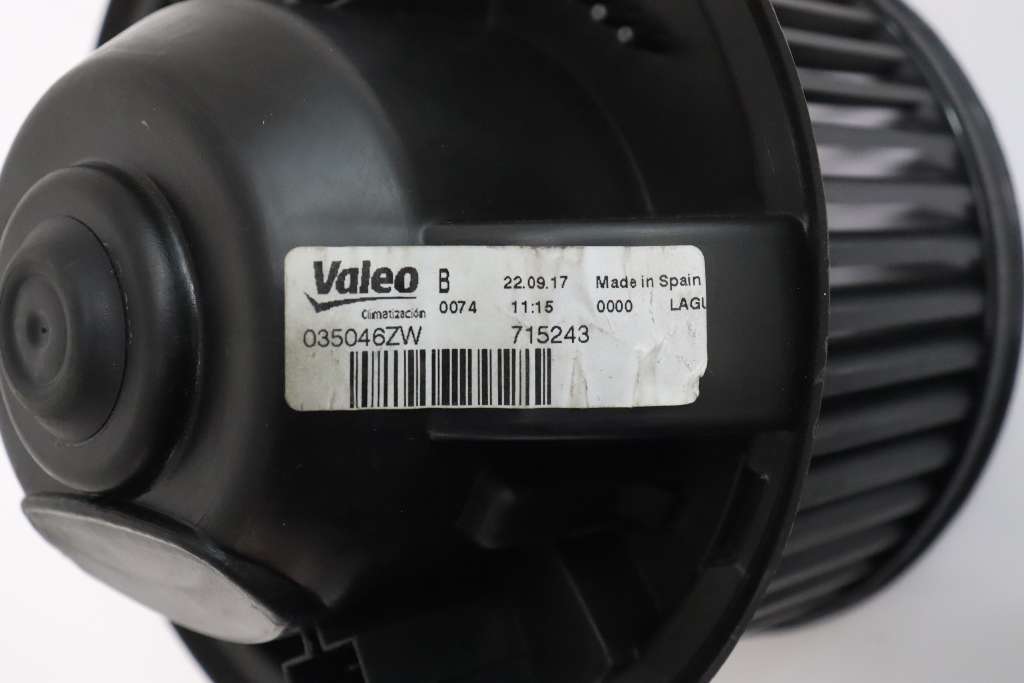 Valeo B 22.09.17 Made in Spain
Climatización 0074 11:15 0000 LAGU
035046ZW 715243